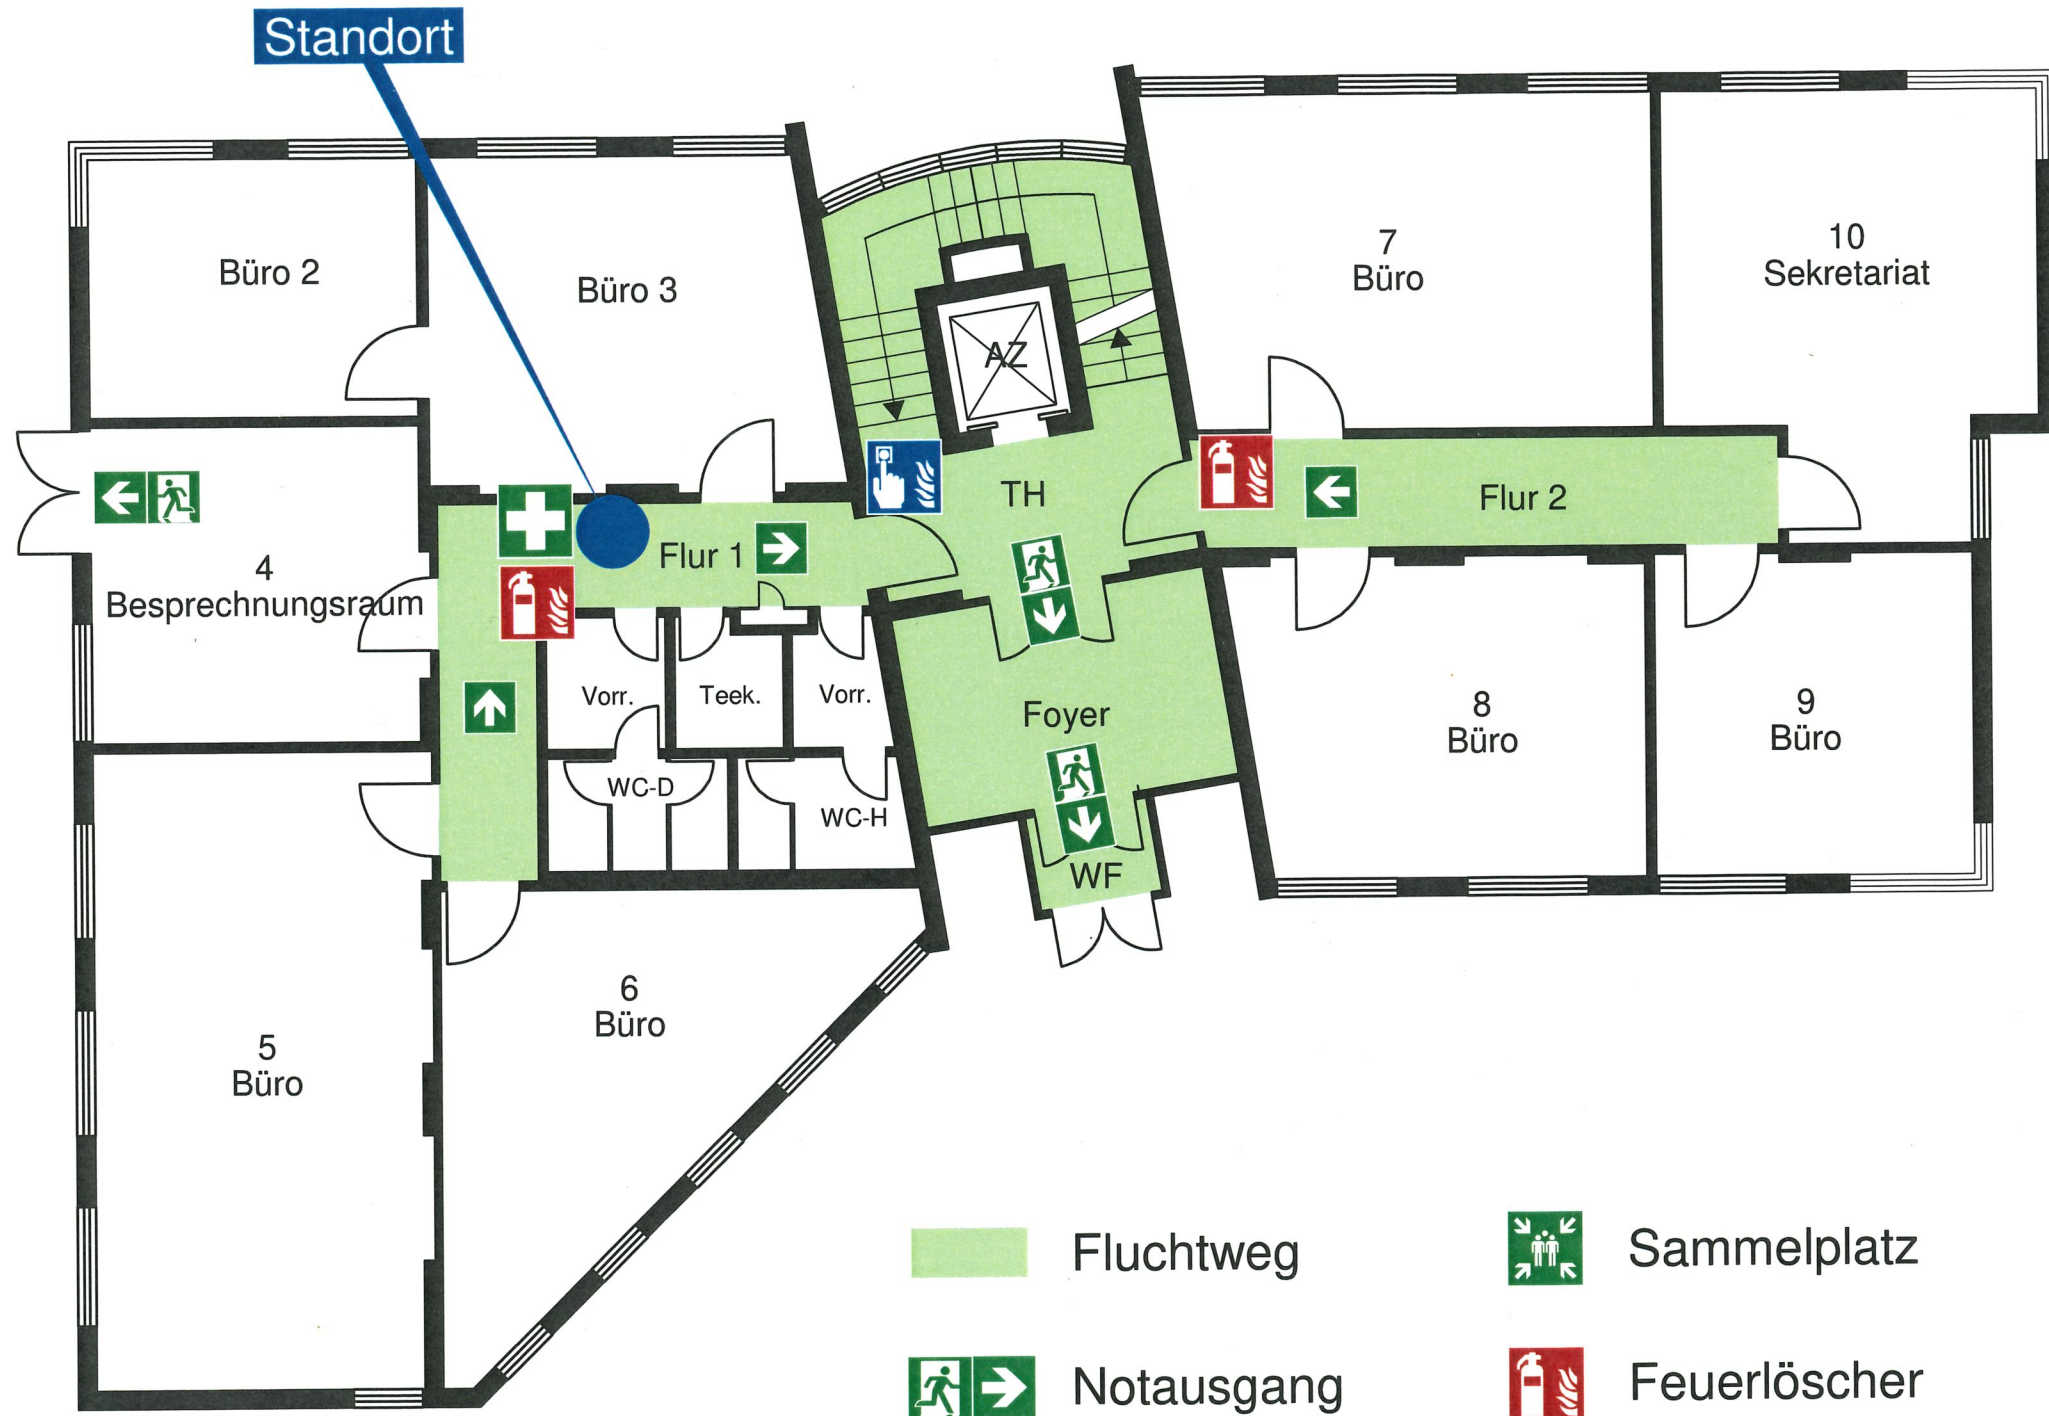 Standort
Büro 2
Büro 3
AZ
7
Büro
10
Sekretariat
4
Besprechnungsraum
Flur 1
TH
Flur 2
Vorr.
Teek.
Vorr.
Foyer
8
Büro
9
Büro
WC-D
WC-H
WF
5
Büro
6
Büro
Fluchtweg
Sammelplatz
Notausgang
Feuerlöscher